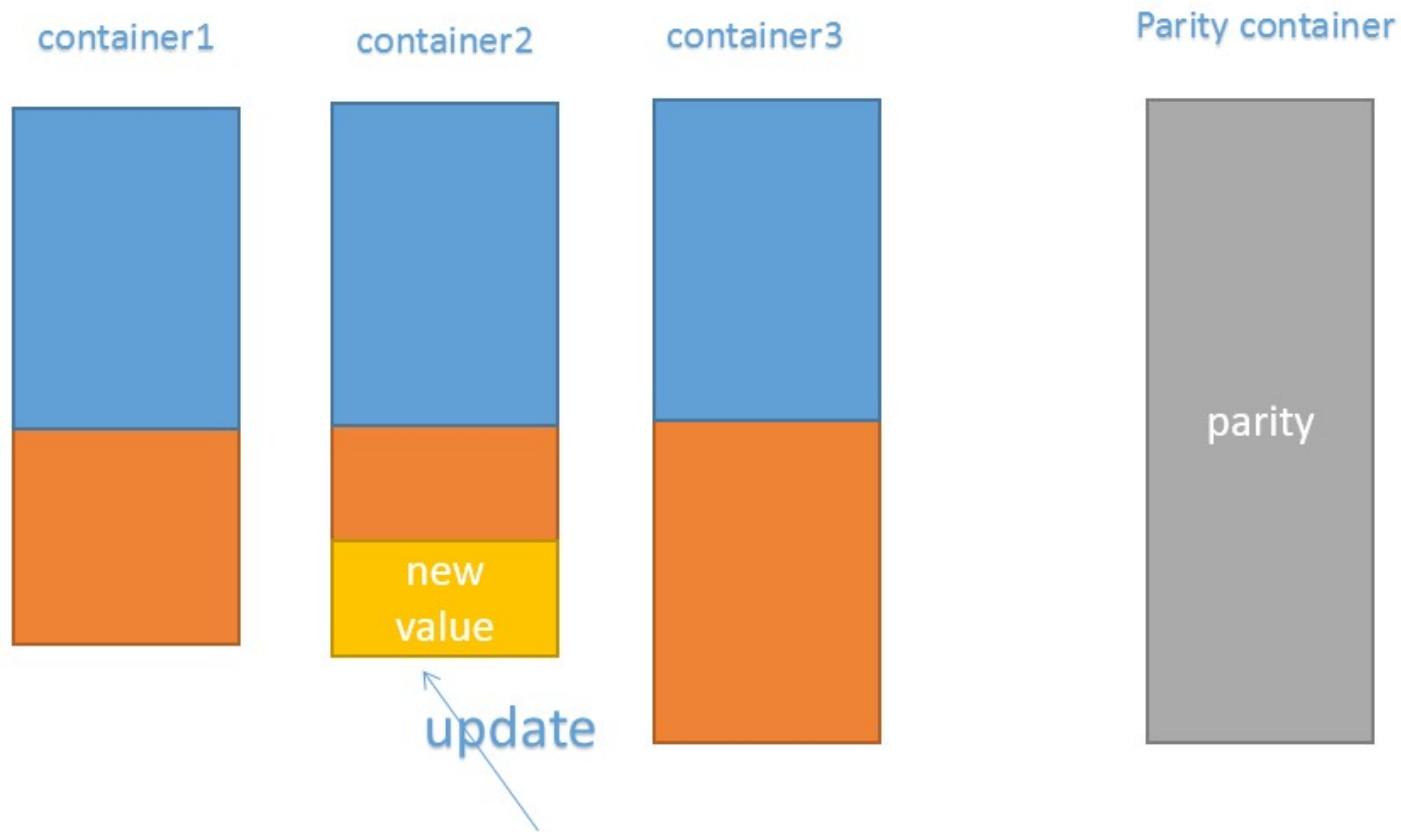 container1
container2
container3
Parity container
parity
new
value
update